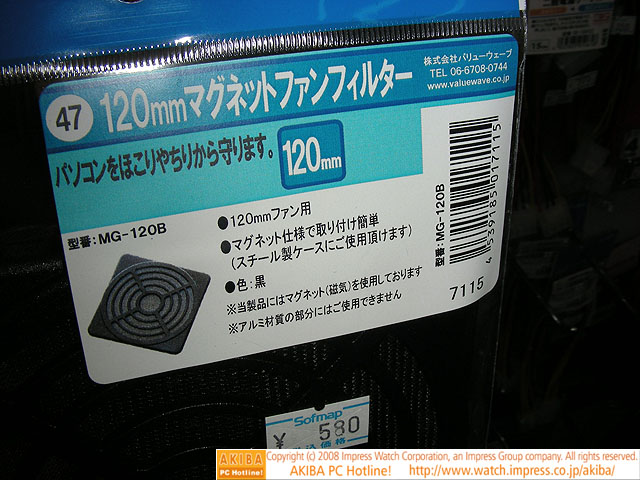 47
120mmマグネットファンフィルター
株式会社バリューウェーブ
TEL 06-6708-0744
www.valuewave.co.jp
パソコンをほこりやちりから守ります。
120mm
型番:MG-120B
●120mmファン用
●マグネット仕様で取り付け簡単
(スチール製ケースにご使用頂けます)
●色:黒
※当製品にはマグネット(磁気)を使用しております
※アルミ材質の部分にはご使用できません
型番:MG-120B
4539185017115
7115
Sofmap
¥ 580
込価格
AKIBA
PC Hotline!
Copyright (c) 2008 Impress Watch Corporation, an Impress Group company. All rights reserved.
AKIBA PC Hotline! http://www.watch.impress.co.jp/akiba/